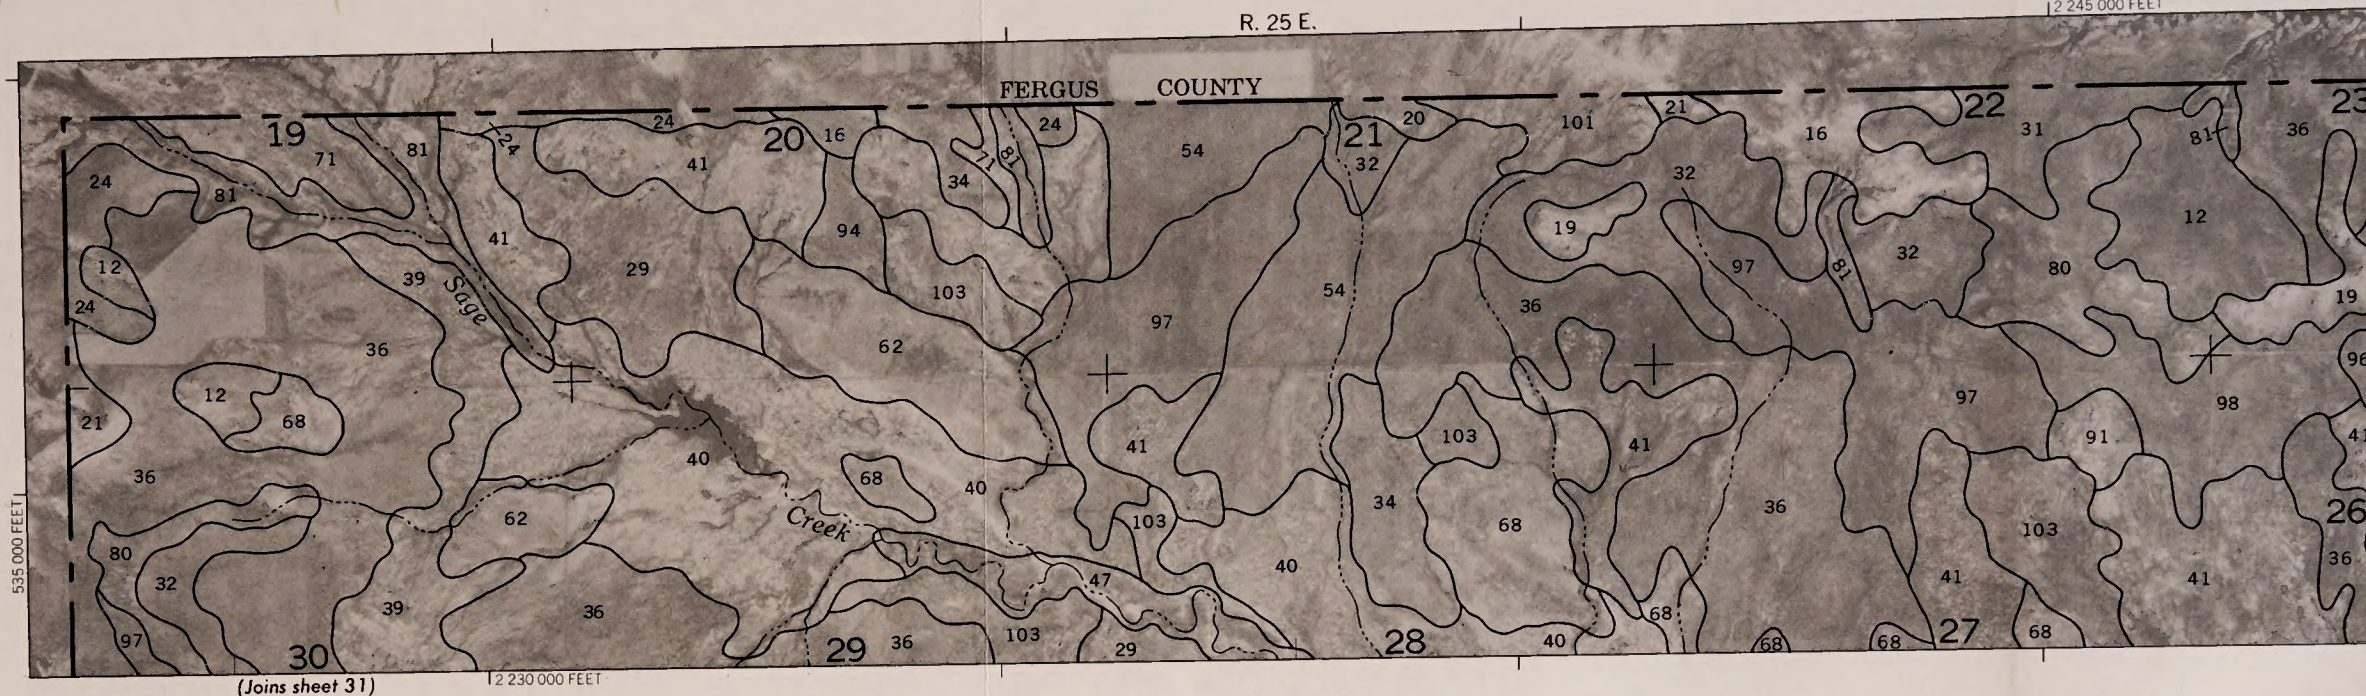 2 245 000 FEET
R. 25 E.
FERGUS COUNTY
19 71 81 24 24 20 16 24 54 21 20 101 21 16 22 31 81 36 23
24 81 41 34 71 81 32 32
12 41 94 19 32 12
24 39 29 103 54 97 81 80
Sage
36 62 97 36 19
12 68 96
21 97 98
36 40 68 40 41 103 41 91 41
535 000 FEET
62 Creek 103 34 68 36 103 26
80 32 39 36 47 40 41 41 36
97 30 29 36 103 29 28 40 68 68 68 27 68
(Joins sheet 31)
2 230 000 FEET